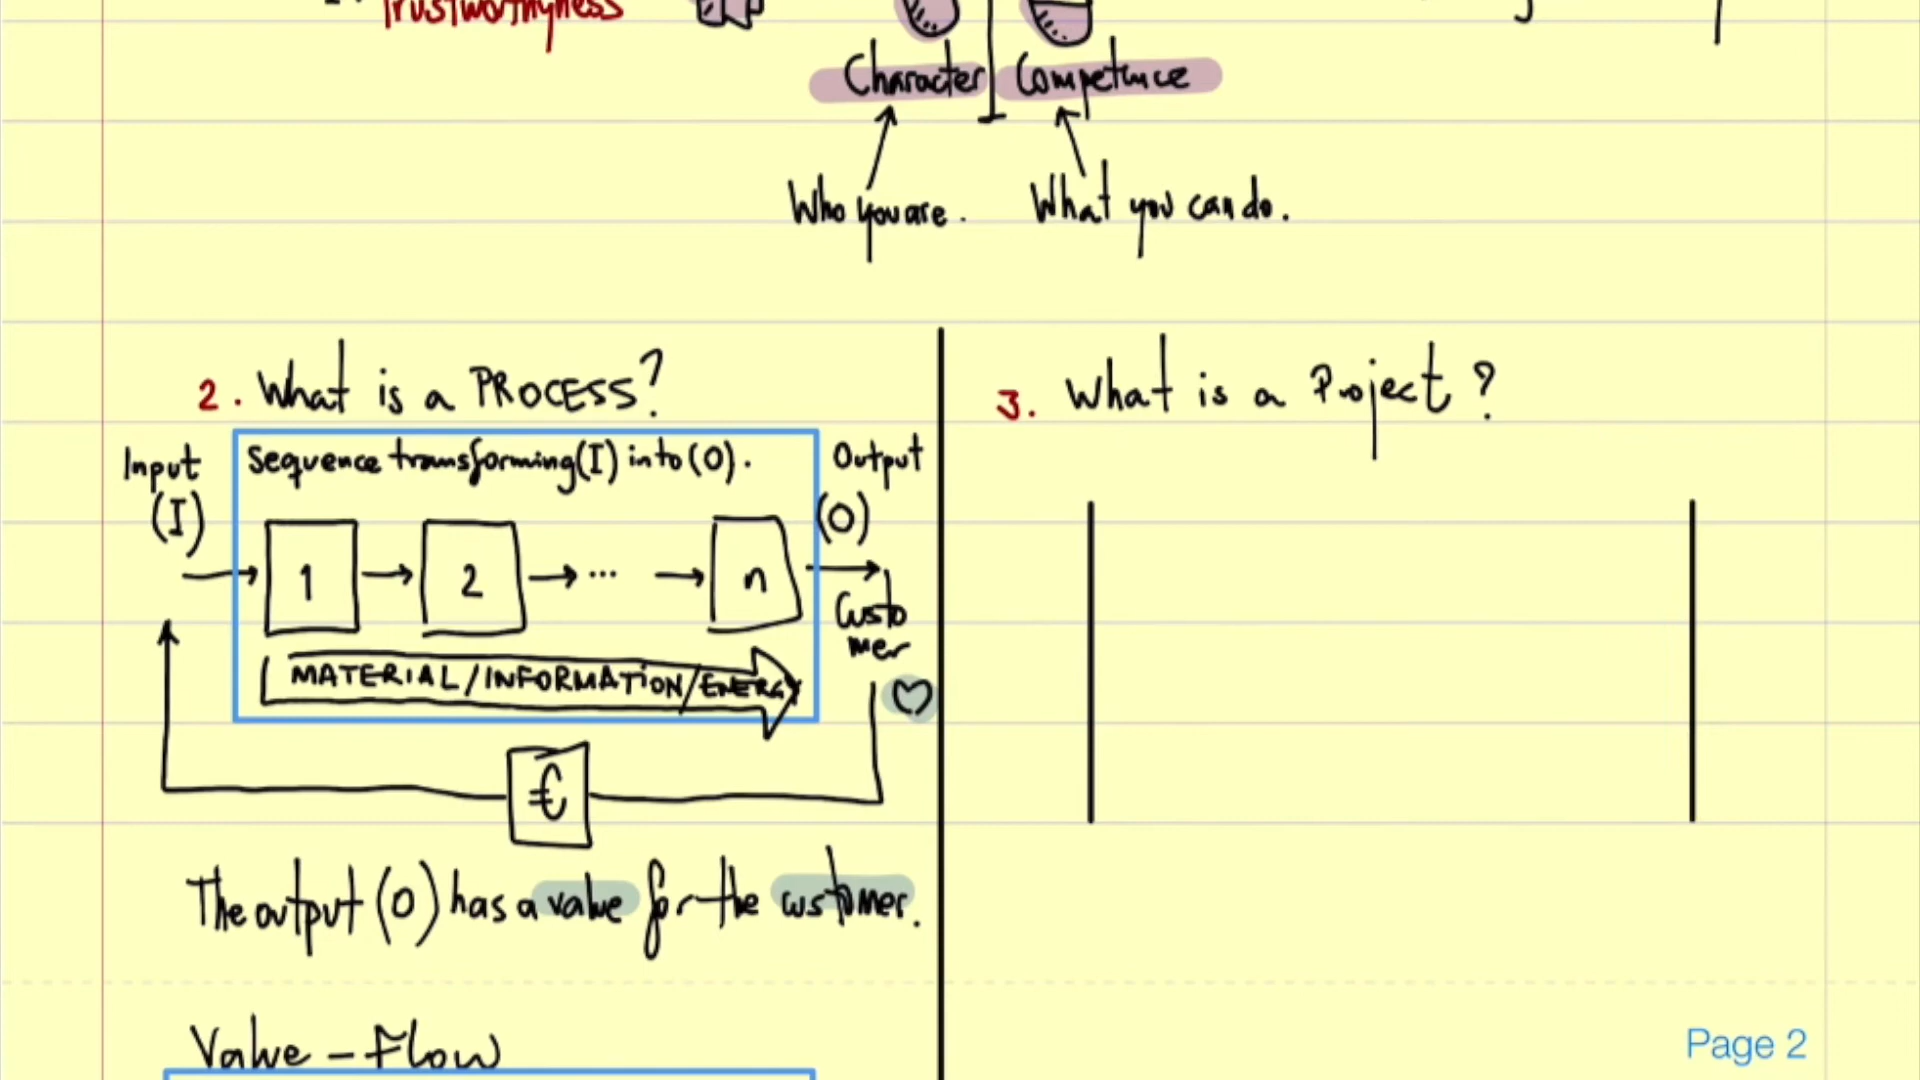 Trustworthyness
Character Competence
Who you are. What you can do.
2. What is a PROCESS?
Input
(I)
Sequence transforming (I) into (O).
Output
(O)
1 2 ... n
Customer
MATERIAL/INFORMATION/ENERGY
€
The output (O) has a value for the customer.
Value-Flow
3. What is a Project?
Page 2